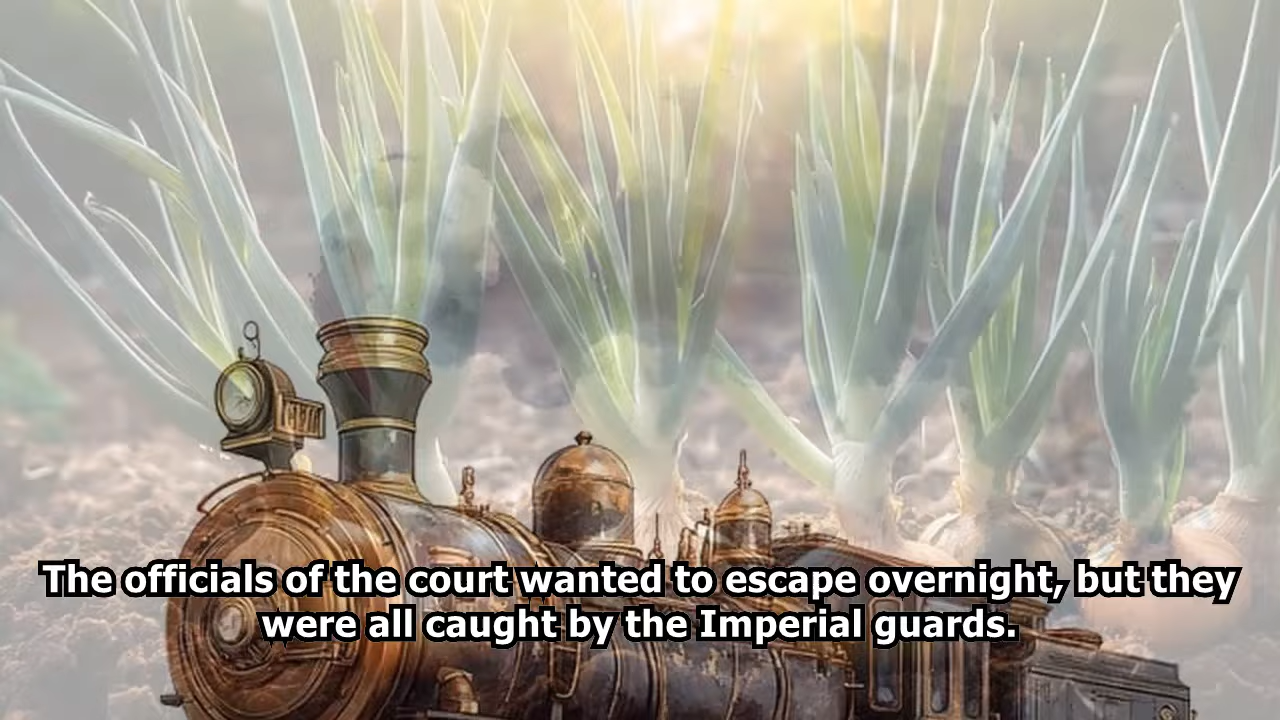 The officials of the court wanted to escape overnight, but they
were all caught by the Imperial guards.